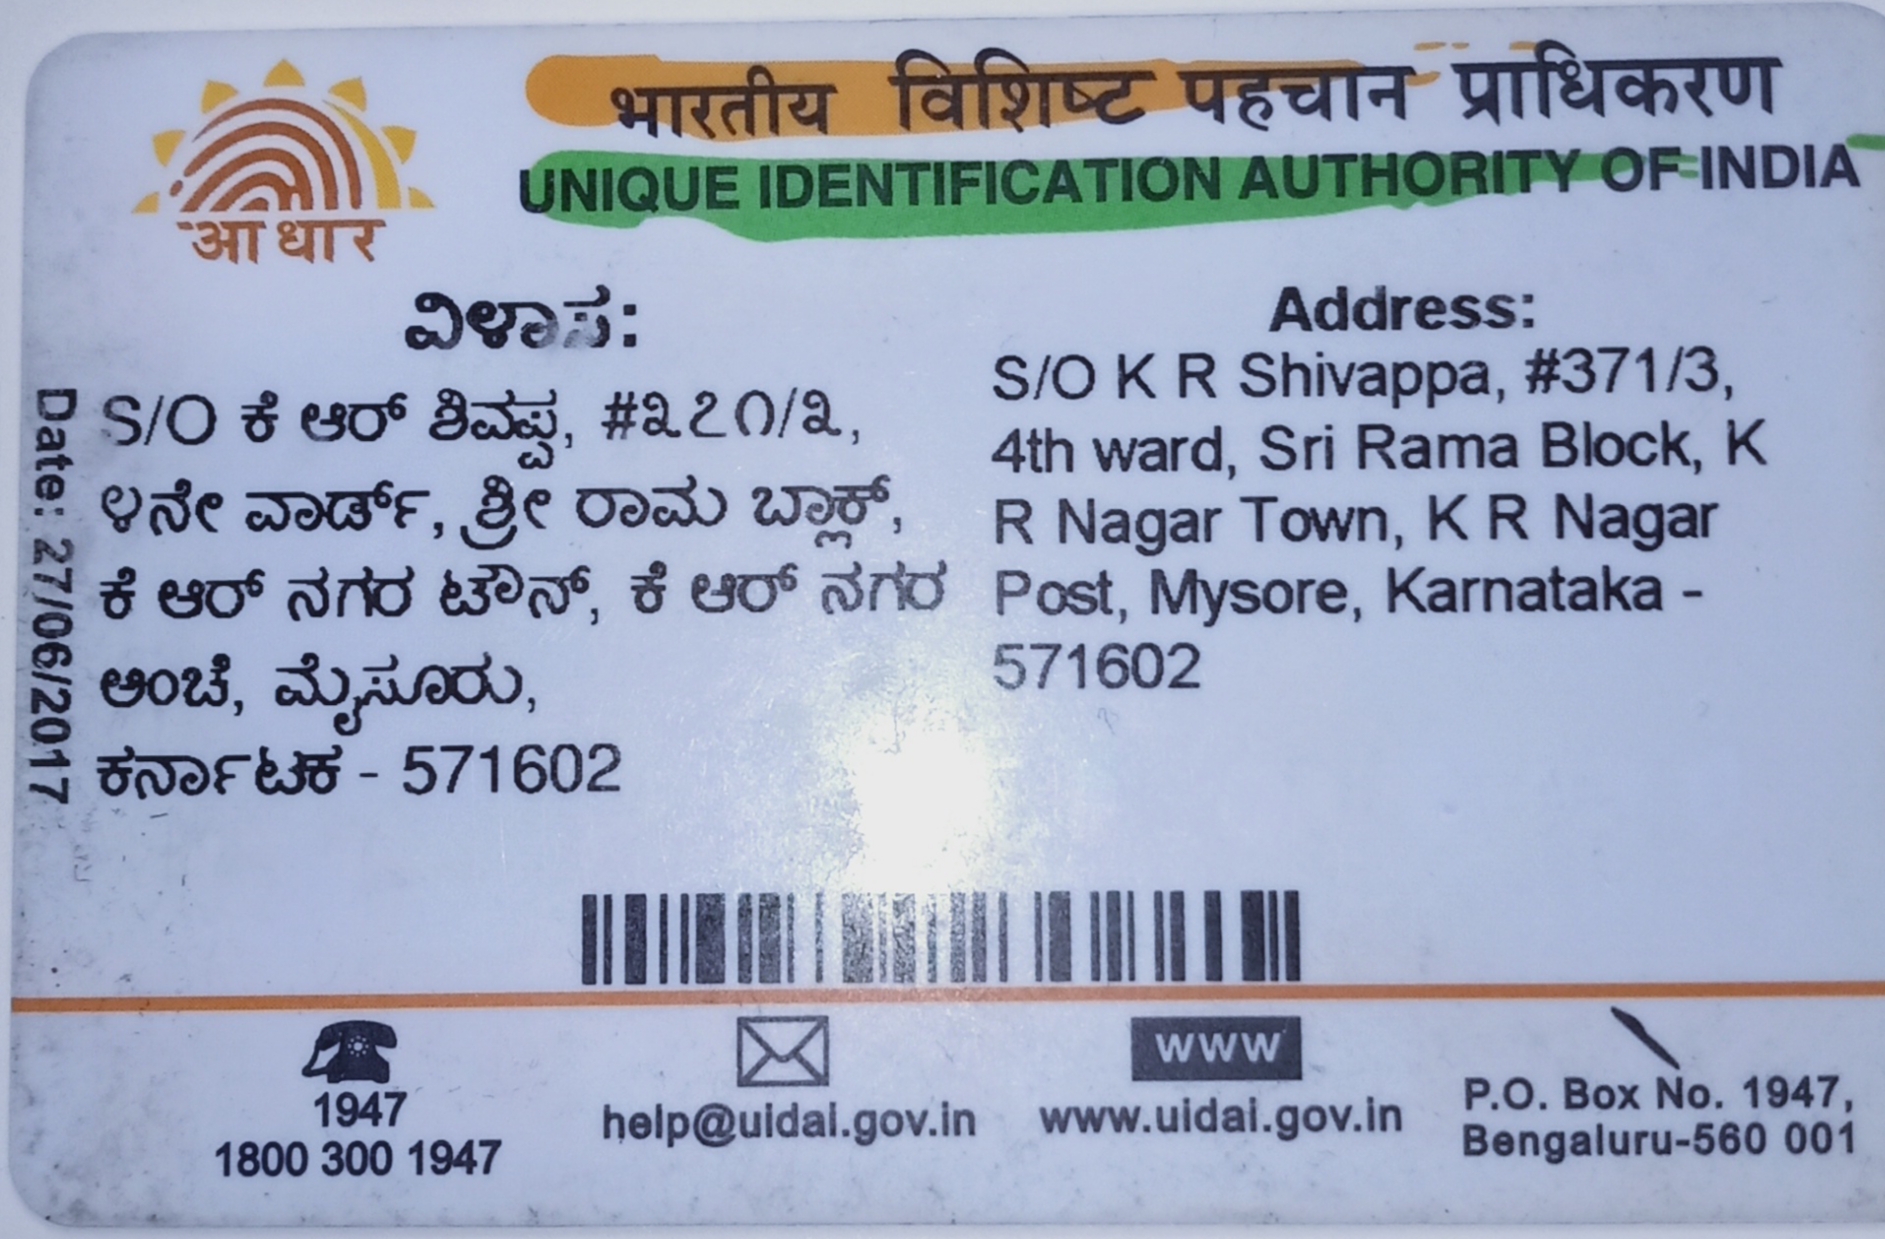 भारतीय विशिष्ट पहचान प्राधिकरण
UNIQUE IDENTIFICATION AUTHORITY OF INDIA
आधार
ವಿಳಾಸ:
S/O ಕೆ ಆರ್ ಶಿವಪ್ಪ, #೩೭೧/೩,
೪ನೇ ವಾರ್ಡ್, ಶ್ರೀ ರಾಮ ಬ್ಲಾಕ್,
ಕೆ ಆರ್ ನಗರ ಟೌನ್, ಕೆ ಆರ್ ನಗರ
ಅಂಚೆ, ಮೈಸೂರು,
ಕರ್ನಾಟಕ - 571602
Address:
S/O K R Shivappa, #371/3,
4th ward, Sri Rama Block, K
R Nagar Town, K R Nagar
Post, Mysore, Karnataka -
571602
Date: 27/06/2017
1947
1800 300 1947
help@uidai.gov.in
www
www.uidai.gov.in
P.O. Box No. 1947,
Bengaluru-560 001